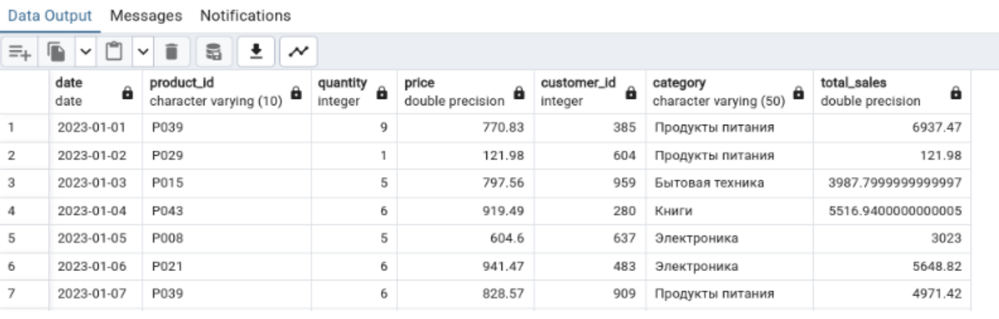 Data Output Messages Notifications
date product_id quantity price customer_id category total_sales
date character varying (10) integer double precision integer character varying (50) double precision
1 2023-01-01 P039 9 770.83 385 Продукты питания 6937.47
2 2023-01-02 P029 1 121.98 604 Продукты питания 121.98
3 2023-01-03 P015 5 797.56 959 Бытовая техника 3987.7999999999997
4 2023-01-04 P043 6 919.49 280 Книги 5516.9400000000005
5 2023-01-05 P008 5 604.6 637 Электроника 3023
6 2023-01-06 P021 6 941.47 483 Электроника 5648.82
7 2023-01-07 P039 6 828.57 909 Продукты питания 4971.42